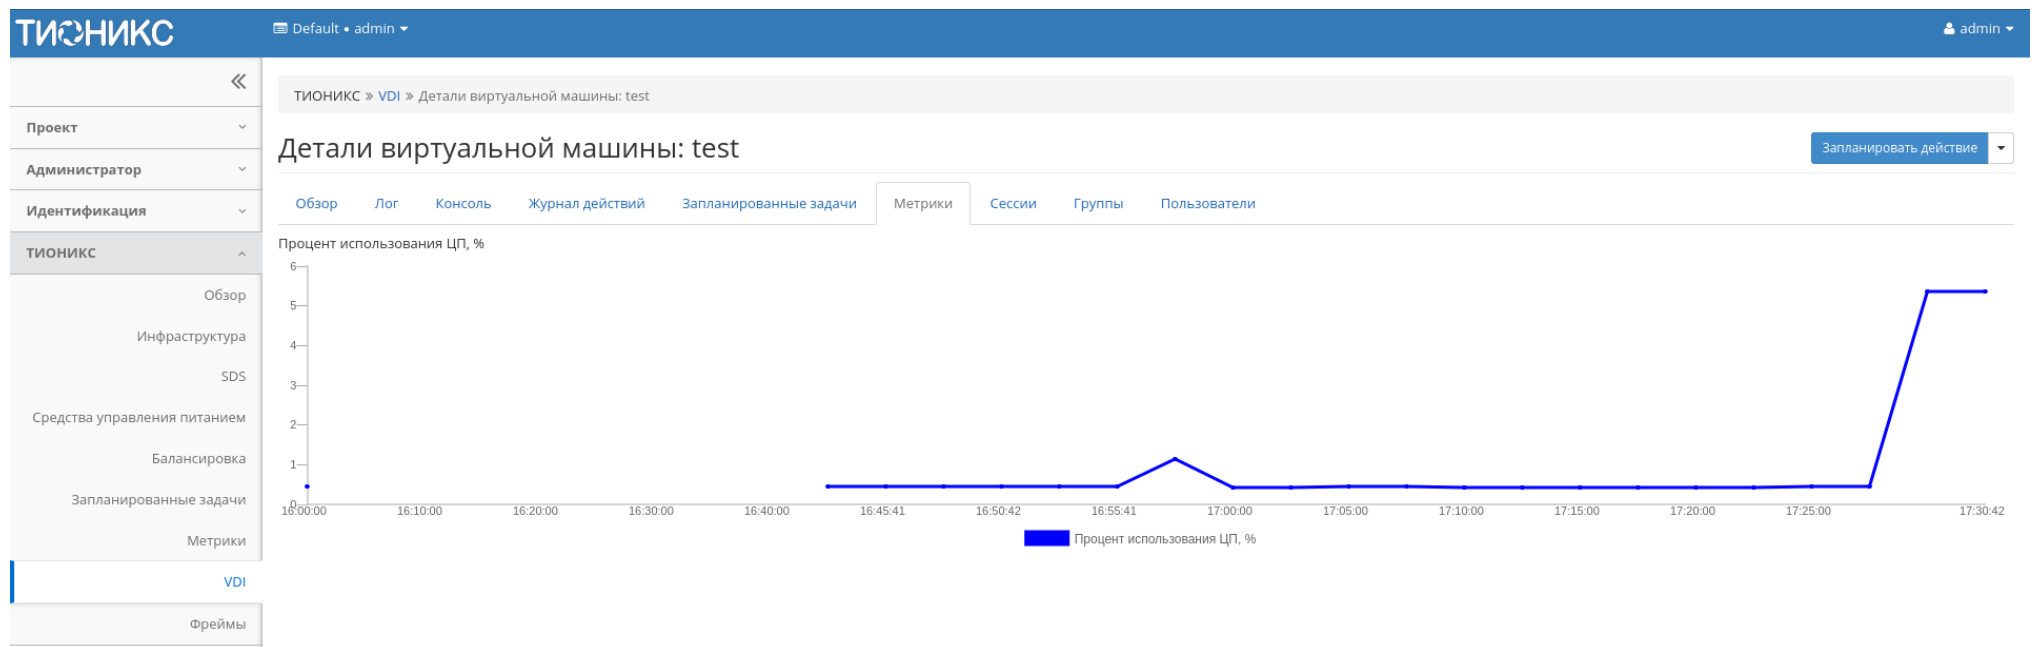 ТИОНИКС
Default • admin
admin
Проект
Администратор
Идентификация
ТИОНИКС
Обзор
Инфраструктура
SDS
Средства управления питанием
Балансировка
Запланированные задачи
Метрики
VDI
Фреймы
ТИОНИКС » VDI » Детали виртуальной машины: test
Детали виртуальной машины: test
Запланировать действие
Обзор Лог Консоль Журнал действий Запланированные задачи Метрики Сессии Группы Пользователи
Процент использования ЦП, %
6
5
4
3
2
1
0
16:00:00 16:10:00 16:20:00 16:30:00 16:40:00 16:45:41 16:50:42 16:55:41 17:00:00 17:05:00 17:10:00 17:15:00 17:20:00 17:25:00 17:30:42
Процент использования ЦП, %